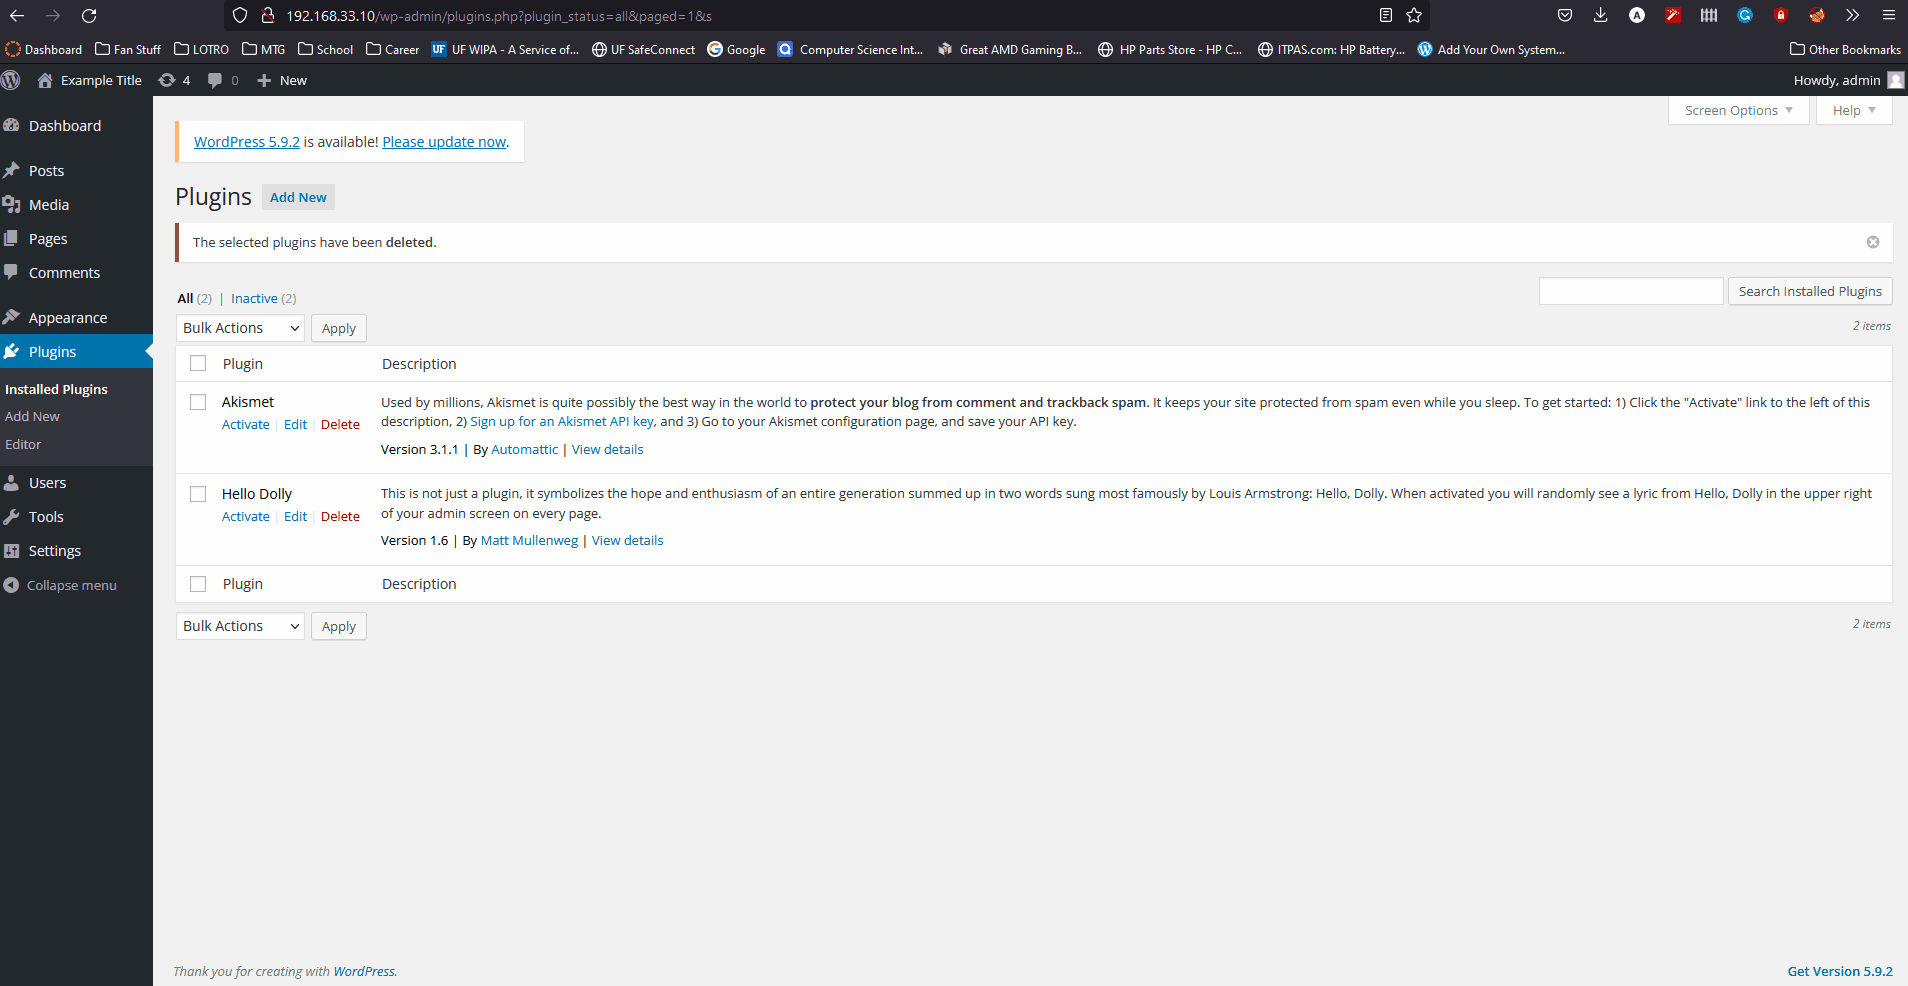 192.168.33.10/wp-admin/plugins.php?plugin_status=all&paged=1&s
Dashboard Fan Stuff LOTRO MTG School Career UF UF WIPA - A Service of... UF SafeConnect Google Computer Science Int... Great AMD Gaming B... HP Parts Store - HP C... ITPAS.com: HP Battery... Add Your Own System... Other Bookmarks
Example Title 4 0 New Howdy, admin
Screen Options Help
Dashboard
Posts
Media
Pages
Comments
Appearance
Plugins
Installed Plugins
Add New
Editor
Users
Tools
Settings
Collapse menu
WordPress 5.9.2 is available! Please update now.
Plugins Add New
The selected plugins have been deleted.
All (2) | Inactive (2)
Search Installed Plugins
Bulk Actions Apply
2 items
Plugin Description
Akismet
Activate | Edit | Delete
Used by millions, Akismet is quite possibly the best way in the world to protect your blog from comment and trackback spam. It keeps your site protected from spam even while you sleep. To get started: 1) Click the "Activate" link to the left of this
description, 2) Sign up for an Akismet API key, and 3) Go to your Akismet configuration page, and save your API key.
Version 3.1.1 | By Automattic | View details
Hello Dolly
Activate | Edit | Delete
This is not just a plugin, it symbolizes the hope and enthusiasm of an entire generation summed up in two words sung most famously by Louis Armstrong: Hello, Dolly. When activated you will randomly see a lyric from Hello, Dolly in the upper right
of your admin screen on every page.
Version 1.6 | By Matt Mullenweg | View details
Plugin Description
Bulk Actions Apply
2 items
Thank you for creating with WordPress.
Get Version 5.9.2